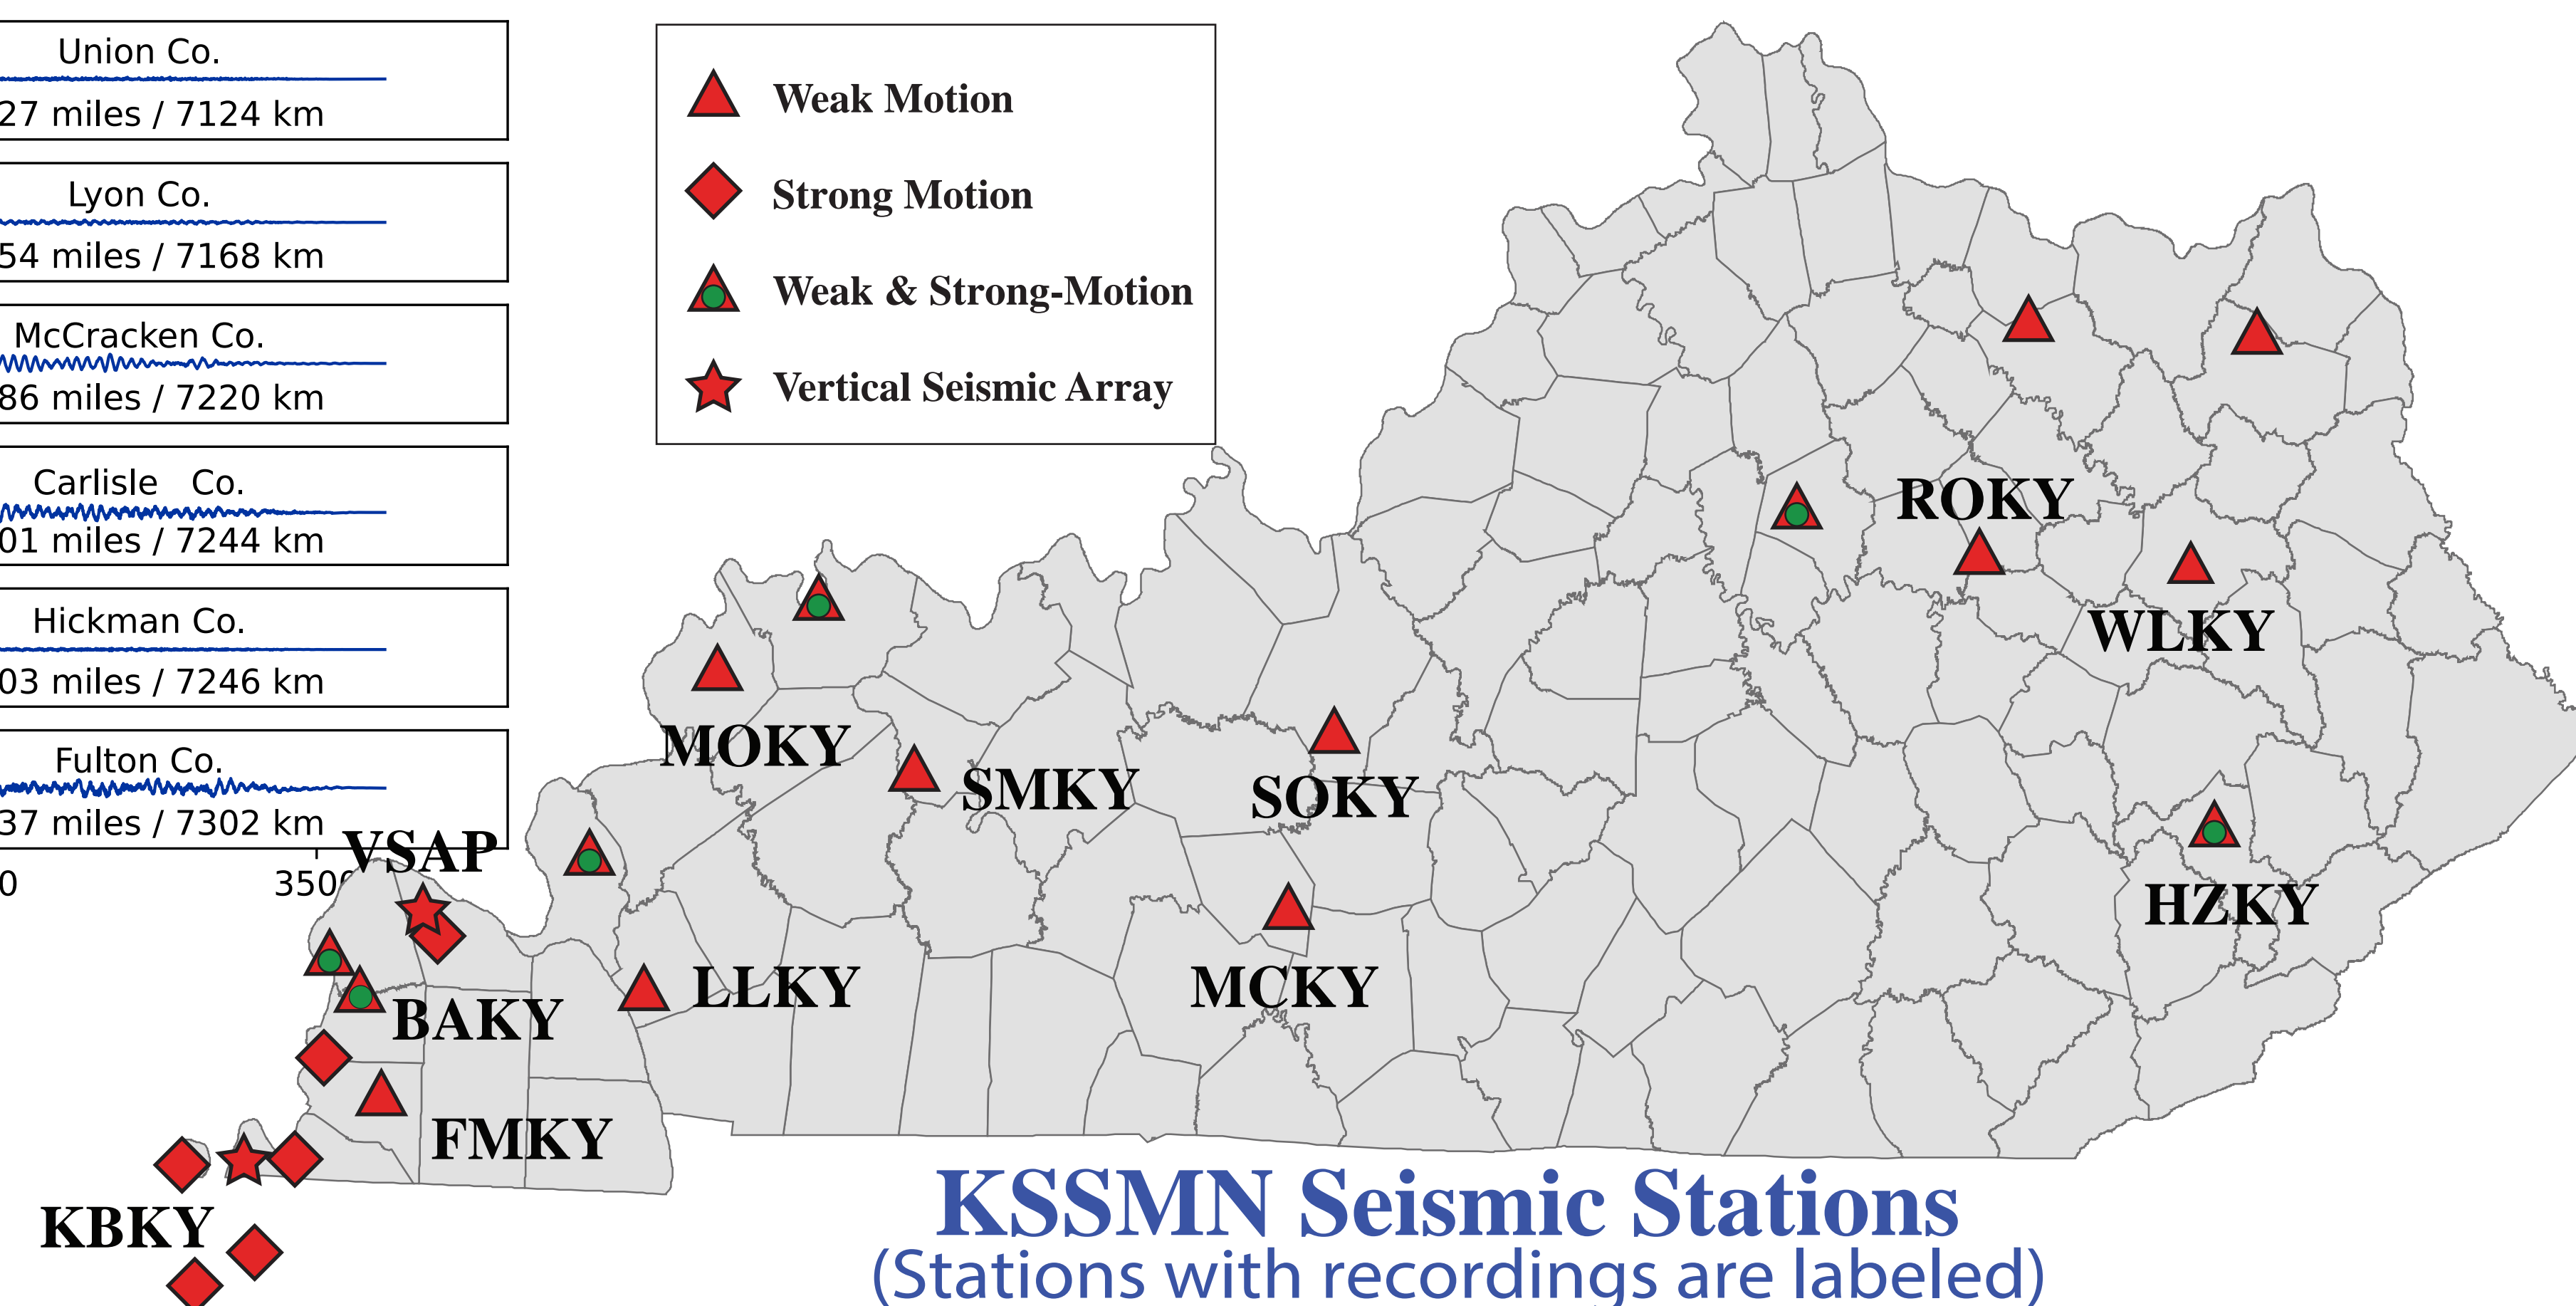 Union Co.
27 miles / 7124 km
Lyon Co.
54 miles / 7168 km
McCracken Co.
86 miles / 7220 km
Carlisle Co.
01 miles / 7244 km
Hickman Co.
03 miles / 7246 km
Fulton Co.
37 miles / 7302 km
0
3500
Weak Motion
Strong Motion
Weak & Strong-Motion
Vertical Seismic Array
ROKY
WLKY
MOKY
SMKY
SOKY
VSAP
HZKY
LLKY
MCKY
BAKY
FMKY
KBKY
KSSMN Seismic Stations
(Stations with recordings are labeled)